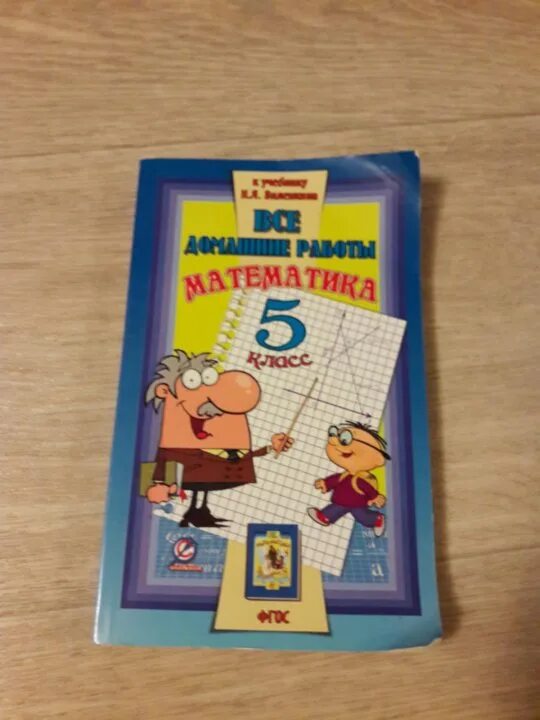 к учебнику
Н.Я. Виленкина
ВСЕ
ДОМАШНИЕ РАБОТЫ
МАТЕМАТИКА
5
класс
а
ФГОС